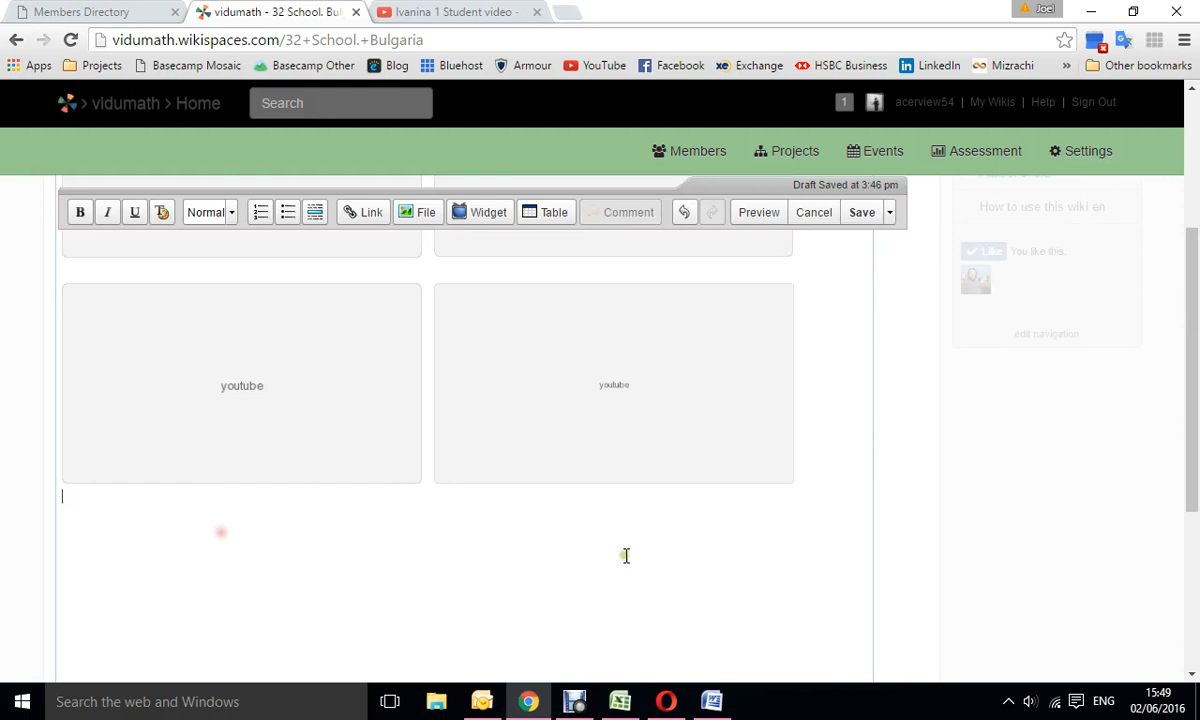 Members Directory
vidumath - 32 School. Bul
Ivanina 1 Student video -
Joel
vidumath.wikispaces.com/32+School.+Bulgaria
Apps Projects Basecamp Mosaic Basecamp Other Blog Bluehost Armour YouTube Facebook Exchange HSBC Business LinkedIn Mizrachi » Other bookmarks
> vidumath > Home Search 1 acerview54 | My Wikis | Help | Sign Out
Members Projects Events Assessment Settings
Draft Saved at 3:46 pm
B I U Normal Link File Widget Table Comment Preview Cancel Save
How to use this wiki en
Like You like this.
edit navigation
youtube youtube
Search the web and Windows
ENG
15:49
02/06/2016